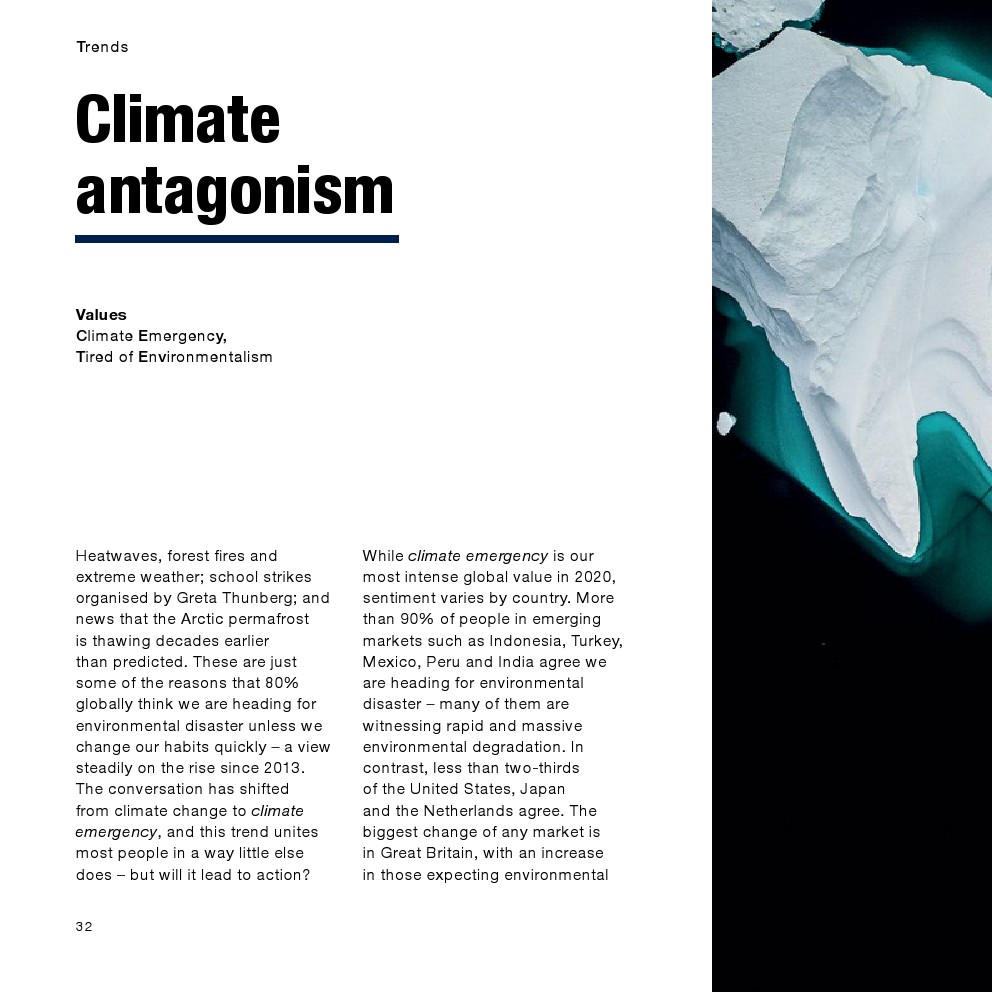 Trends
Climate
antagonism
Values
Climate Emergency,
Tired of Environmentalism
Heatwaves, forest fires and
extreme weather; school strikes
organised by Greta Thunberg; and
news that the Arctic permafrost
is thawing decades earlier
than predicted. These are just
some of the reasons that 80%
globally think we are heading for
environmental disaster unless we
change our habits quickly – a view
steadily on the rise since 2013.
The conversation has shifted
from climate change to climate
emergency, and this trend unites
most people in a way little else
does – but will it lead to action?
While climate emergency is our
most intense global value in 2020,
sentiment varies by country. More
than 90% of people in emerging
markets such as Indonesia, Turkey,
Mexico, Peru and India agree we
are heading for environmental
disaster – many of them are
witnessing rapid and massive
environmental degradation. In
contrast, less than two-thirds
of the United States, Japan
and the Netherlands agree. The
biggest change of any market is
in Great Britain, with an increase
in those expecting environmental
32